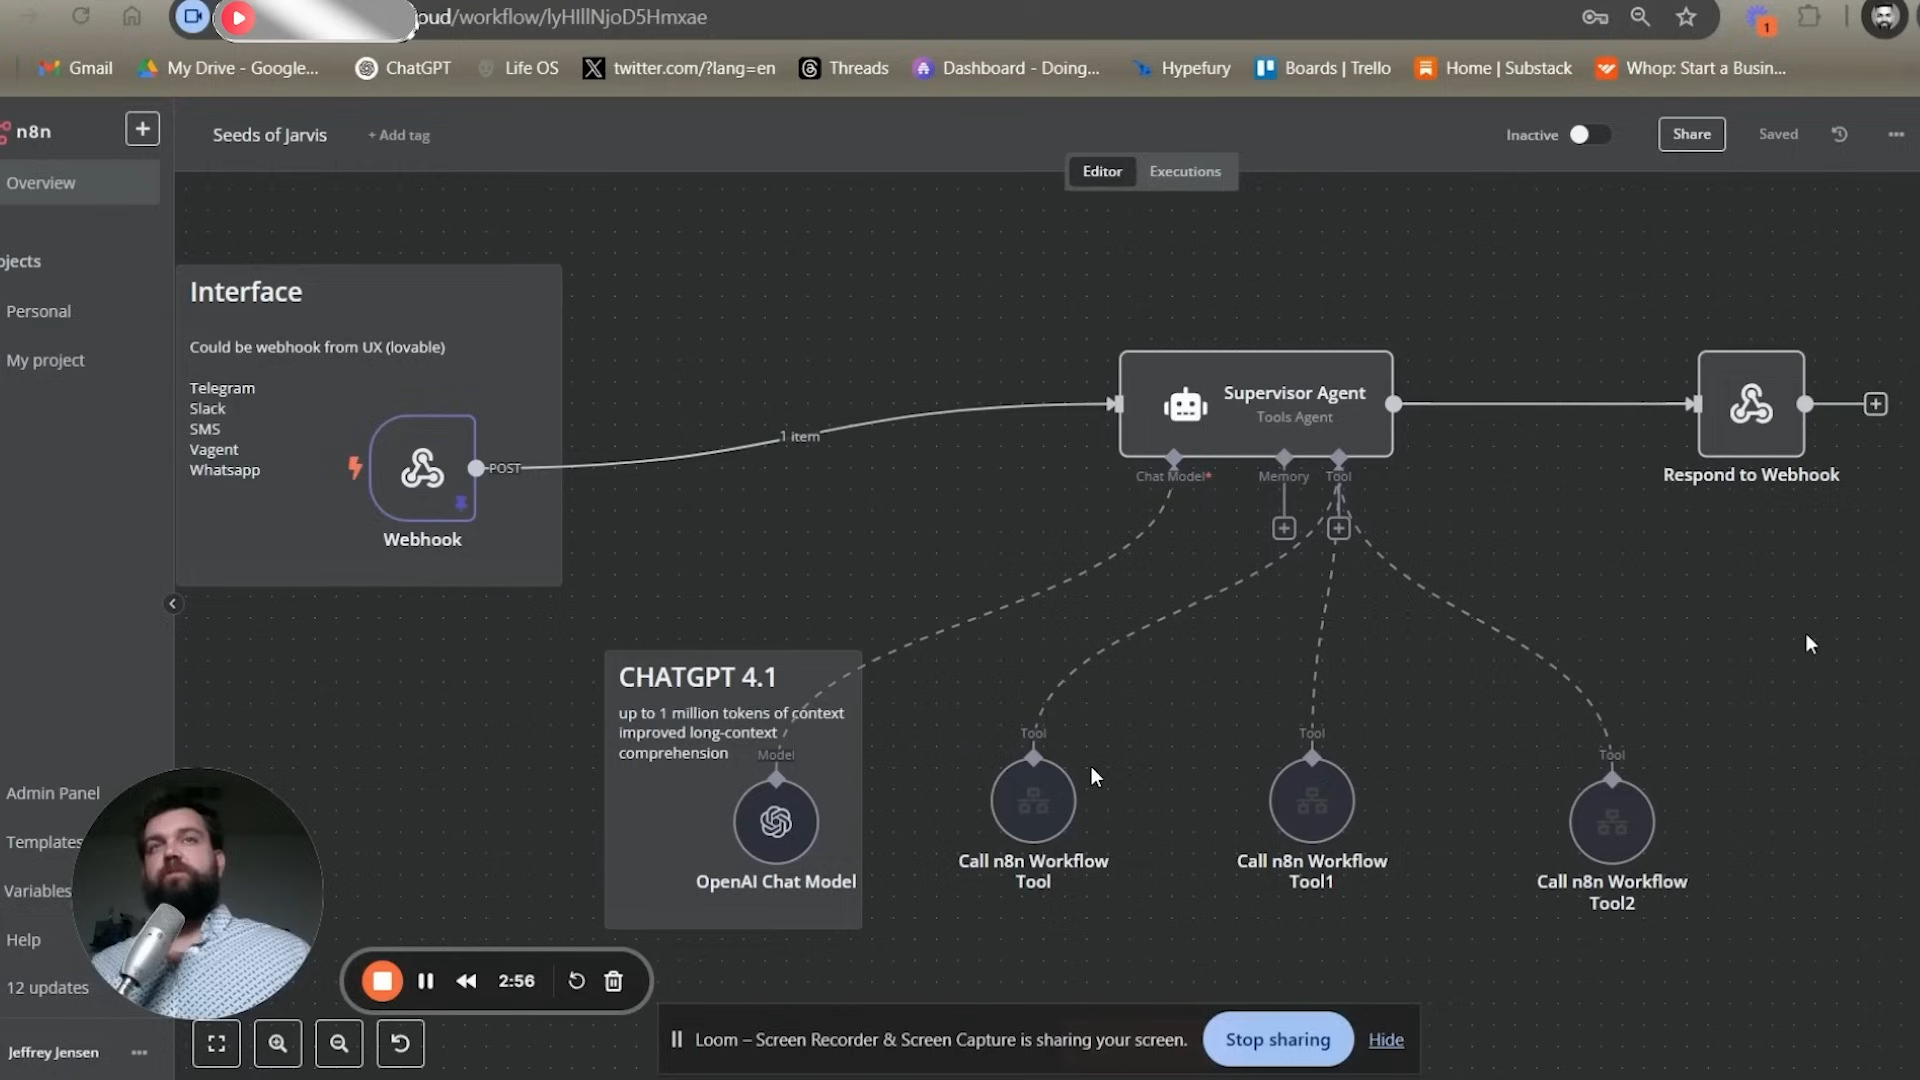 oud/workflow/lyHIllNjoD5Hmxae
1
Gmail
My Drive - Google...
ChatGPT
Life OS
twitter.com/?lang=en
Threads
Dashboard - Doing...
Hypefury
Boards | Trello
Home | Substack
Whop: Start a Busin...
n8n
Seeds of Jarvis
+ Add tag
Inactive
Share
Saved
Editor
Executions
Overview
ojects
Personal
My project
Interface
Could be webhook from UX (lovable)
Telegram
Slack
SMS
Vagent
Whatsapp
POST
Webhook
1 item
Supervisor Agent
Tools Agent
Chat Model*
Memory
Tool
Respond to Webhook
CHATGPT 4.1
up to 1 million tokens of context
improved long-context
comprehension
Model
OpenAI Chat Model
Tool
Call n8n Workflow
Tool
Tool
Call n8n Workflow
Tool1
Tool
Call n8n Workflow
Tool2
Admin Panel
Templates
Variables
Help
12 updates
Jeffrey Jensen
2:56
Loom – Screen Recorder & Screen Capture is sharing your screen.
Stop sharing
Hide